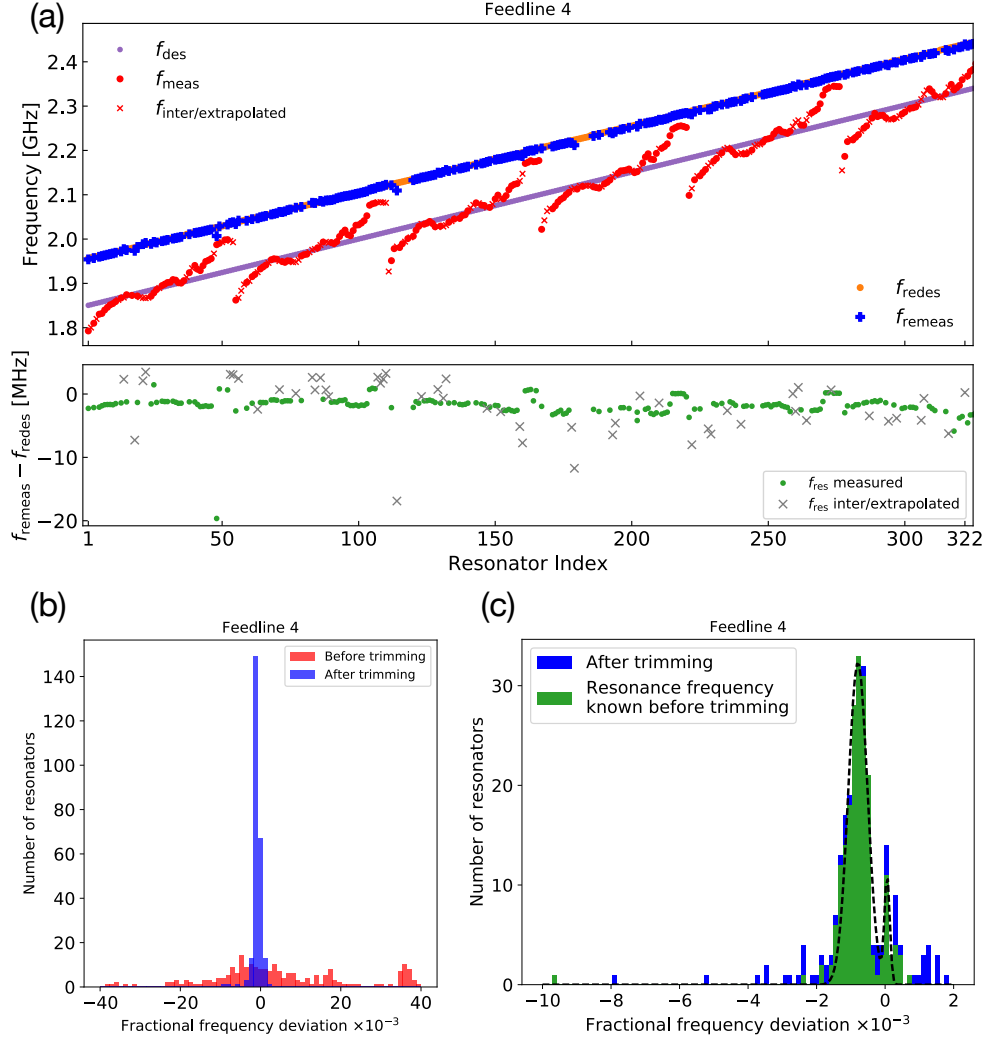 (a)
Feedline 4
f_des
f_meas
f_inter/extrapolated
f_redes
f_remeas
Frequency [GHz]
2.4
2.3
2.2
2.1
2.0
1.9
1.8
f_remeas − f_redes [MHz]
0
−10
−20
f_res measured
f_res inter/extrapolated
1 50 100 150 200 250 300 322
Resonator Index
(b)
Feedline 4
Before trimming
After trimming
Number of resonators
140
120
100
80
60
40
20
0
−40 −20 0 20 40
Fractional frequency deviation ×10⁻³
(c)
Feedline 4
After trimming
Resonance frequency
known before trimming
Number of resonators
30
20
10
0
−10 −8 −6 −4 −2 0 2
Fractional frequency deviation ×10⁻³